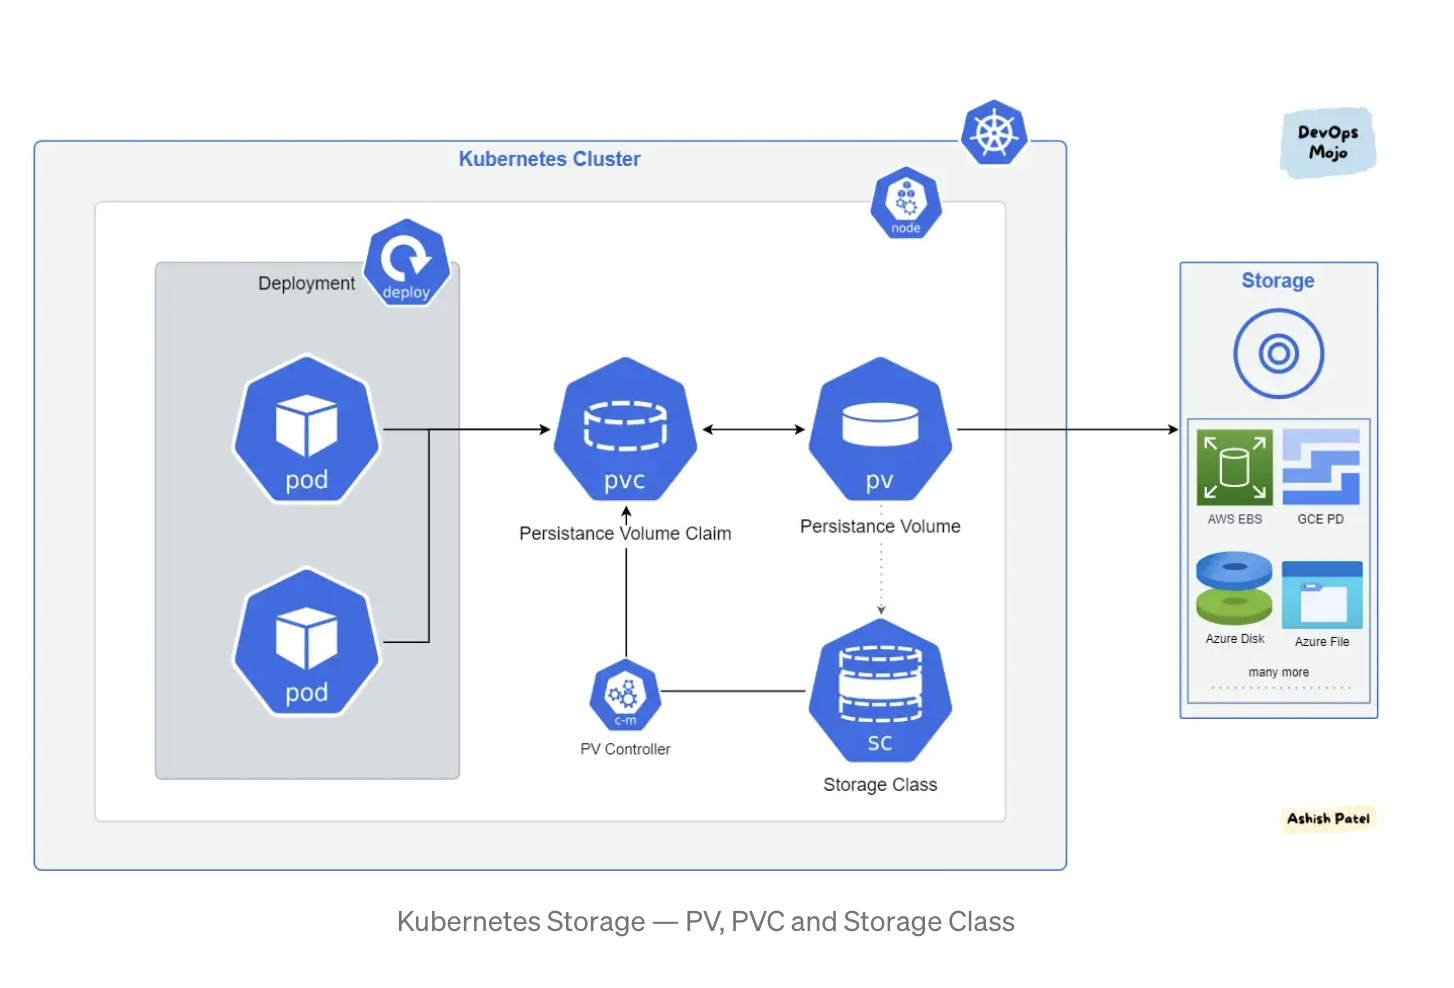 DevOps
Mojo
Kubernetes Cluster
node
Deployment
deploy
Storage
pod
pvc
pv
Persistance Volume Claim
Persistance Volume
AWS EBS
GCE PD
Azure Disk
Azure File
many more
pod
c-m
PV Controller
sc
Storage Class
Ashish Patel
Kubernetes Storage — PV, PVC and Storage Class